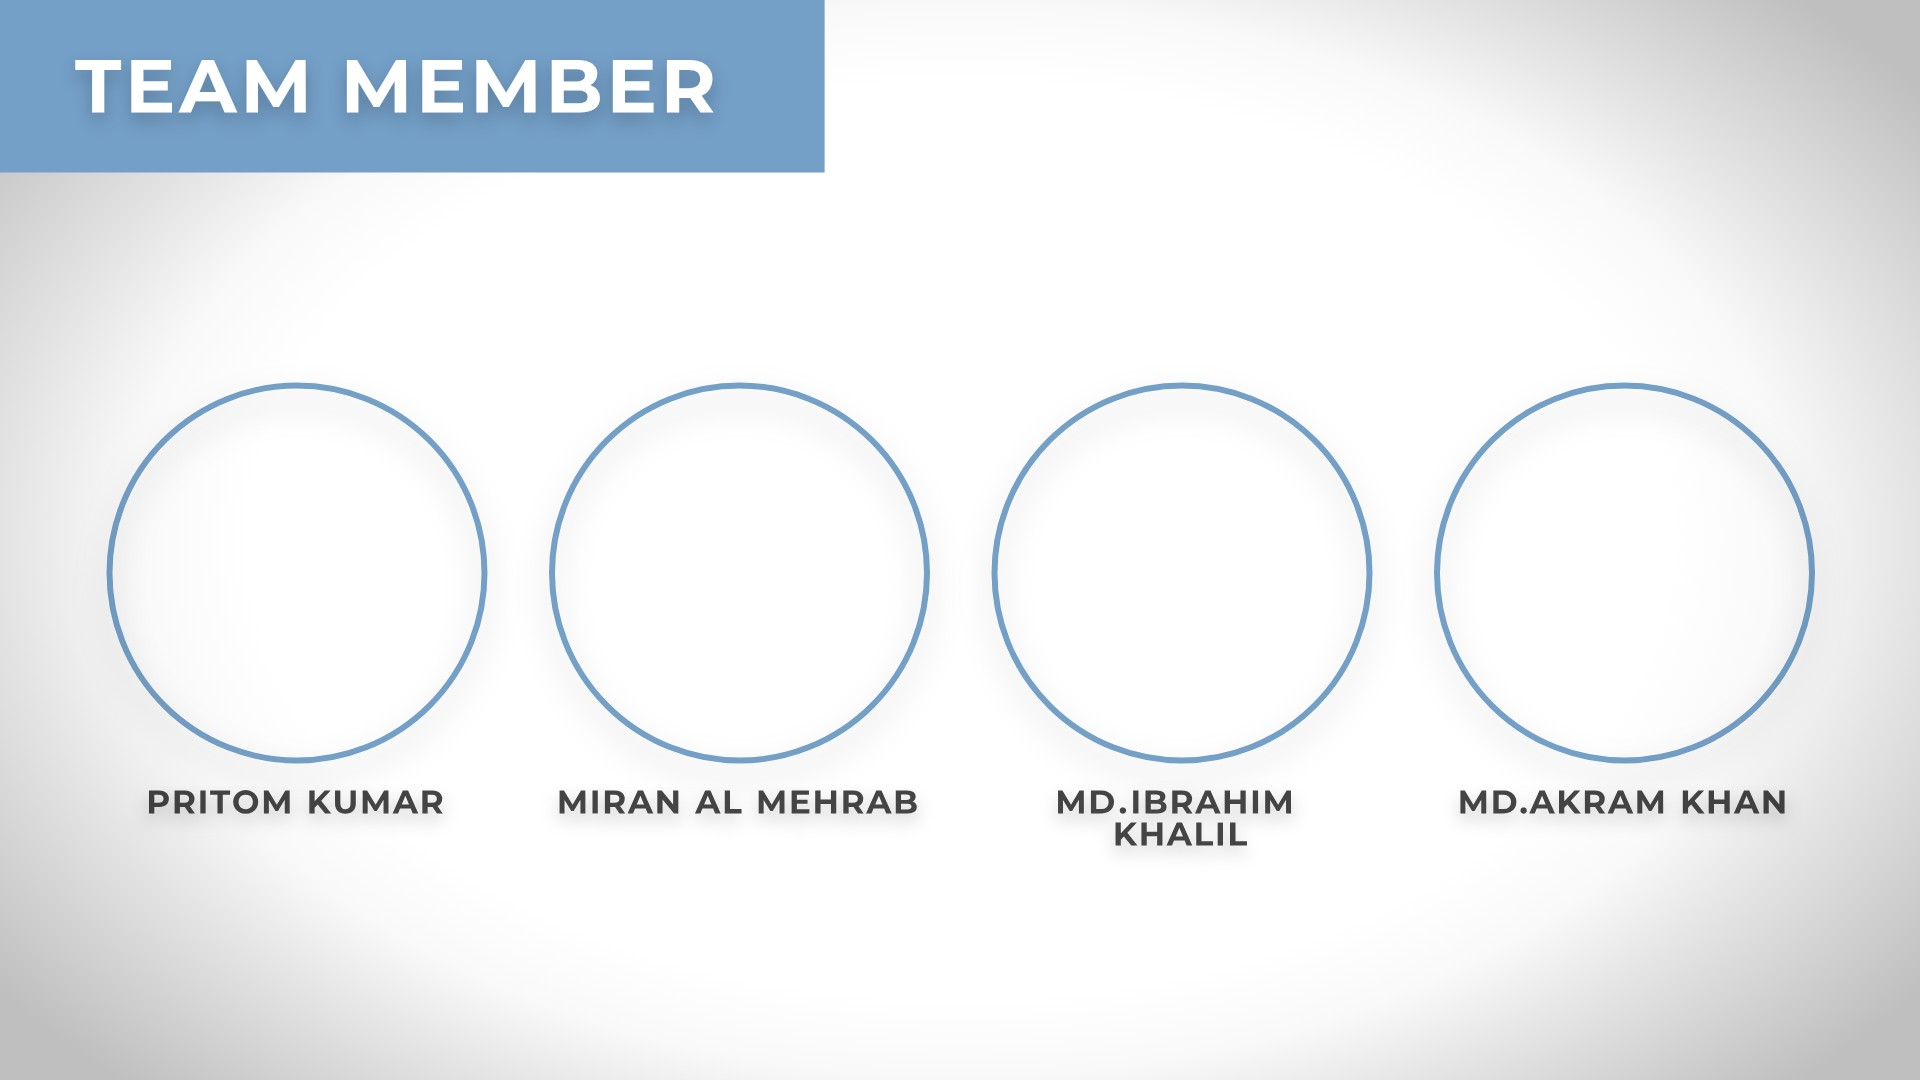 TEAM MEMBER
PRITOM KUMAR
MIRAN AL MEHRAB
MD.IBRAHIM
KHALIL
MD.AKRAM KHAN